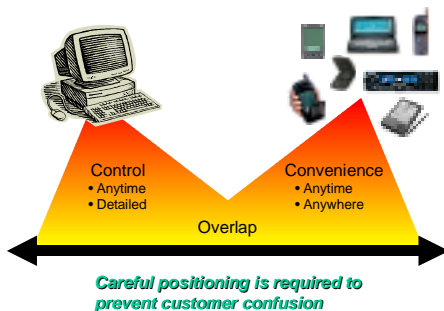 Control
• Anytime
• Detailed
Convenience
• Anytime
• Anywhere
Overlap
Careful positioning is required to
prevent customer confusion